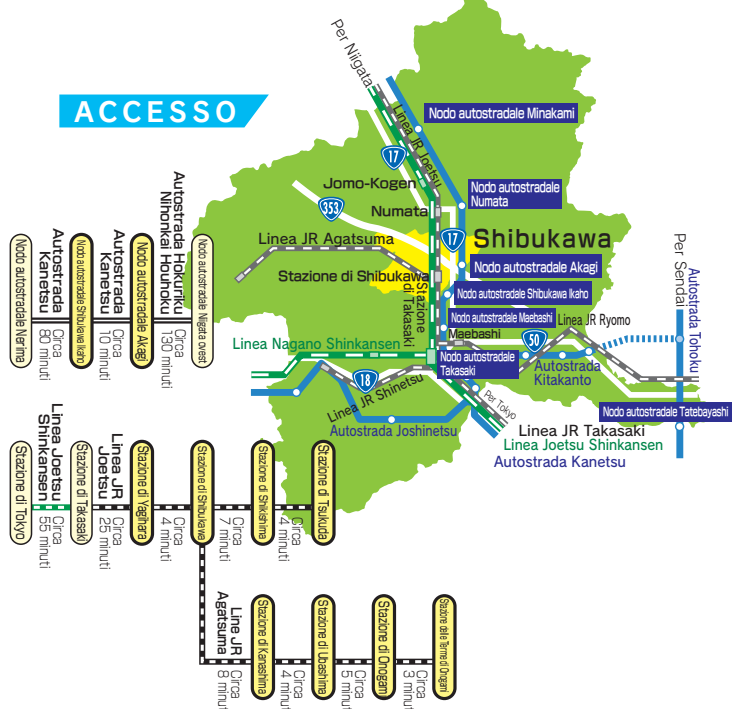 ACCESSO
Per Niigata
Linea JR Joetsu
Nodo autostradale Minakami
17
Jomo-Kogen
Nodo autostradale
Numata
353
Numata
17
Shibukawa
Linea JR Agatsuma
Stazione di Shibukawa
Nodo autostradale Akagi
Nodo autostradale Shibukawa Ikaho
Stazione
di Takasaki
Nodo autostradale Maebashi
Maebashi
50
Linea JR Ryomo
Per Sendai
Autostrada Tohoku
Linea Nagano Shinkansen
Nodo autostradale
Takasaki
Autostrada
Kitakanto
18
Linea JR Shinetsu
Autostrada Joshinetsu
Per Tokyo
Nodo autostradale Tatebayashi
Linea JR Takasaki
Linea Joetsu Shinkansen
Autostrada Kanetsu
Nodo autostradale Nerima
Autostrada
Kanetsu
Circa
80 minuti
Nodo autostradale Shibukawa Ikaho
Autostrada
Kanetsu
Circa
10 minuti
Nodo autostradale Akagi
Autostrada Hokuriku
Nihonkai Houhoku
Circa
130 minuti
Nodo autostradale Niigata ovest
Stazione di Tokyo
Linea Joetsu
Shinkansen
Circa
55 minuti
Stazione di Takasaki
Linea JR
Joetsu
Circa
25 minuti
Stazione di Yagihara
Circa
4 minuti
Stazione di Shibukawa
Circa
7 minuti
Stazione di Shikishima
Circa
4 minuti
Stazione di Tsukuda
Line JR
Agatsuma
Circa
8 minuti
Stazione di Kanashima
Circa
4 minuti
Stazione di Ubashima
Circa
5 minuti
Stazione di Onogami
Circa
3 minuti
Stazione delle Terme di Onogami